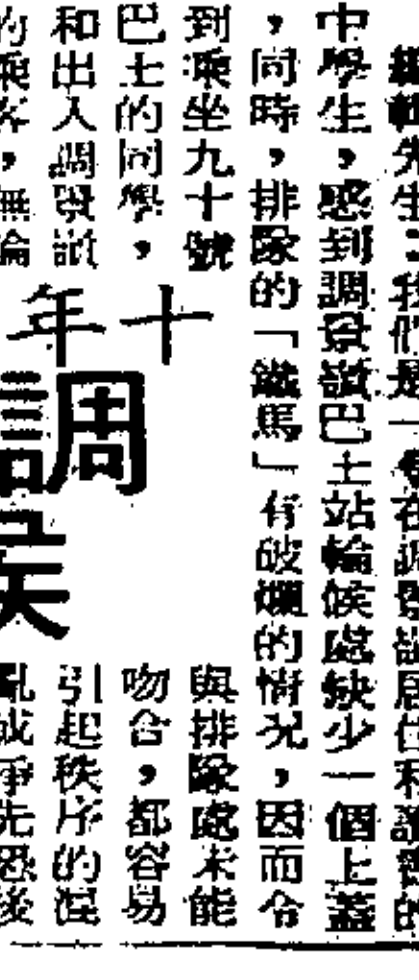 編輯先生：我們是一羣在調景嶺居住和讀書的
中學生，感到調景嶺巴士站輪候處缺少一個上蓋
，同時，排隊的「鐵馬」有破爛的情況，因而令
到乘坐九十號
巴士的同學，
和出入調景嶺
的乘客，無論
十年
調
與排隊處未能
吻合，都容易
引起秩序的混
亂或爭先恐後